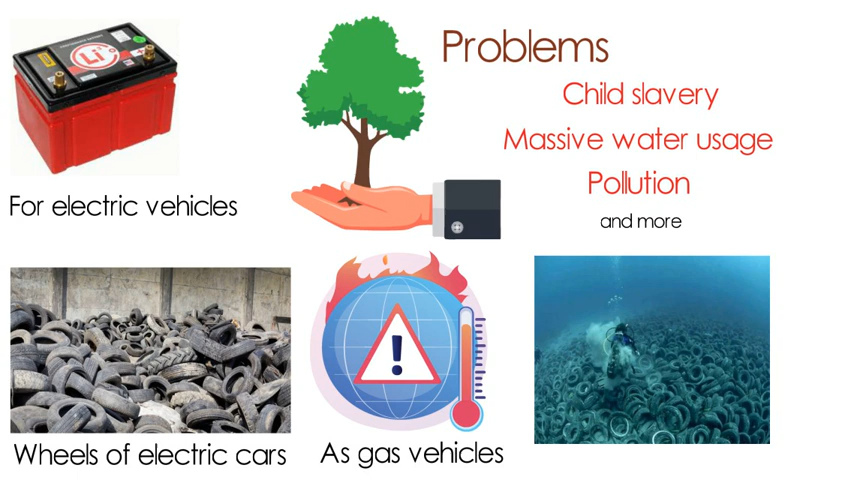 Problems
Child slavery
Massive water usage
Pollution
and more
Li
For electric vehicles
Wheels of electric cars
As gas vehicles